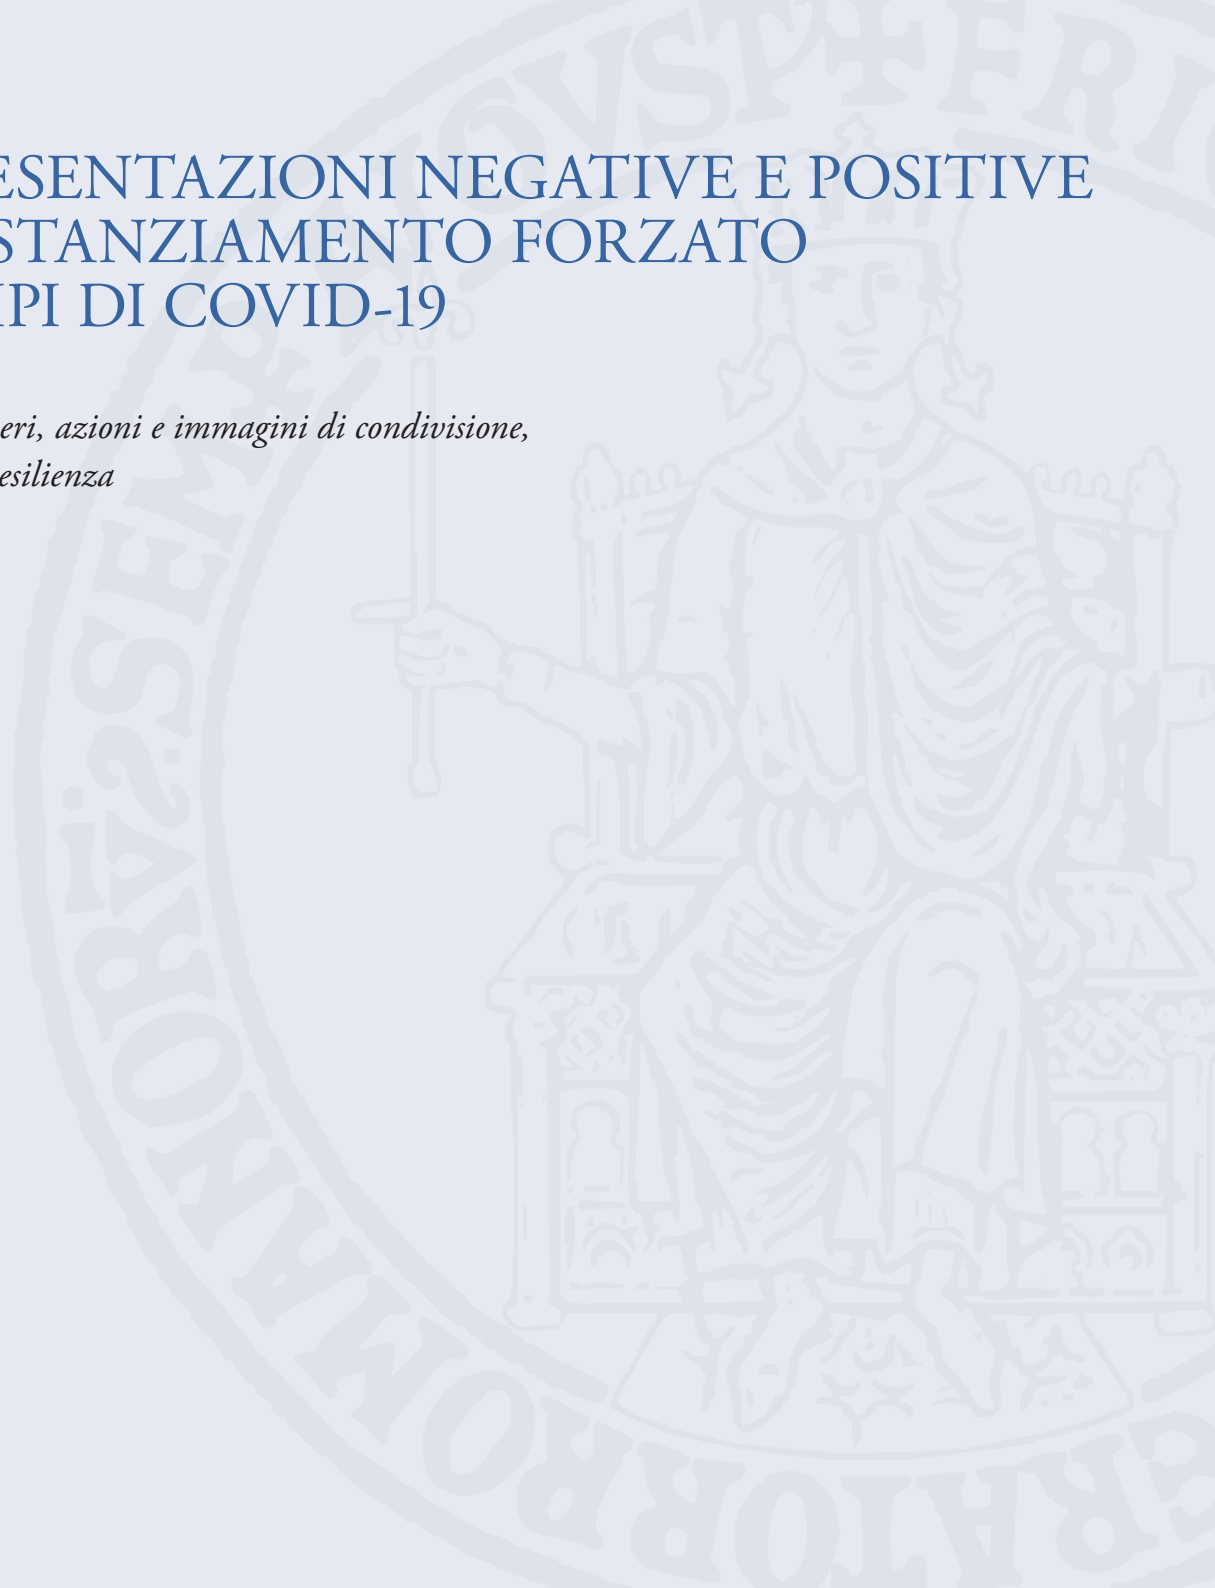 ESENTAZIONI NEGATIVE E POSITIVE
STANZIAMENTO FORZATO
IPI DI COVID-19
eri, azioni e immagini di condivisione,
esilienza